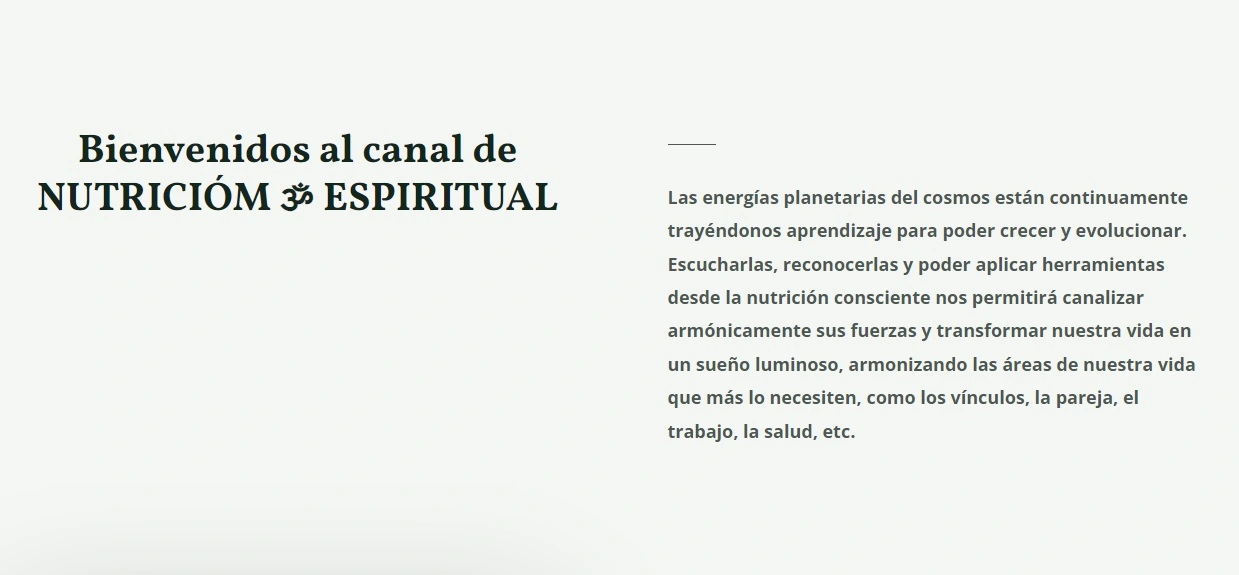 Bienvenidos al canal de
NUTRICIÓM ॐ ESPIRITUAL
Las energías planetarias del cosmos están continuamente
trayéndonos aprendizaje para poder crecer y evolucionar.
Escucharlas, reconocerlas y poder aplicar herramientas
desde la nutrición consciente nos permitirá canalizar
armónicamente sus fuerzas y transformar nuestra vida en
un sueño luminoso, armonizando las áreas de nuestra vida
que más lo necesiten, como los vínculos, la pareja, el
trabajo, la salud, etc.